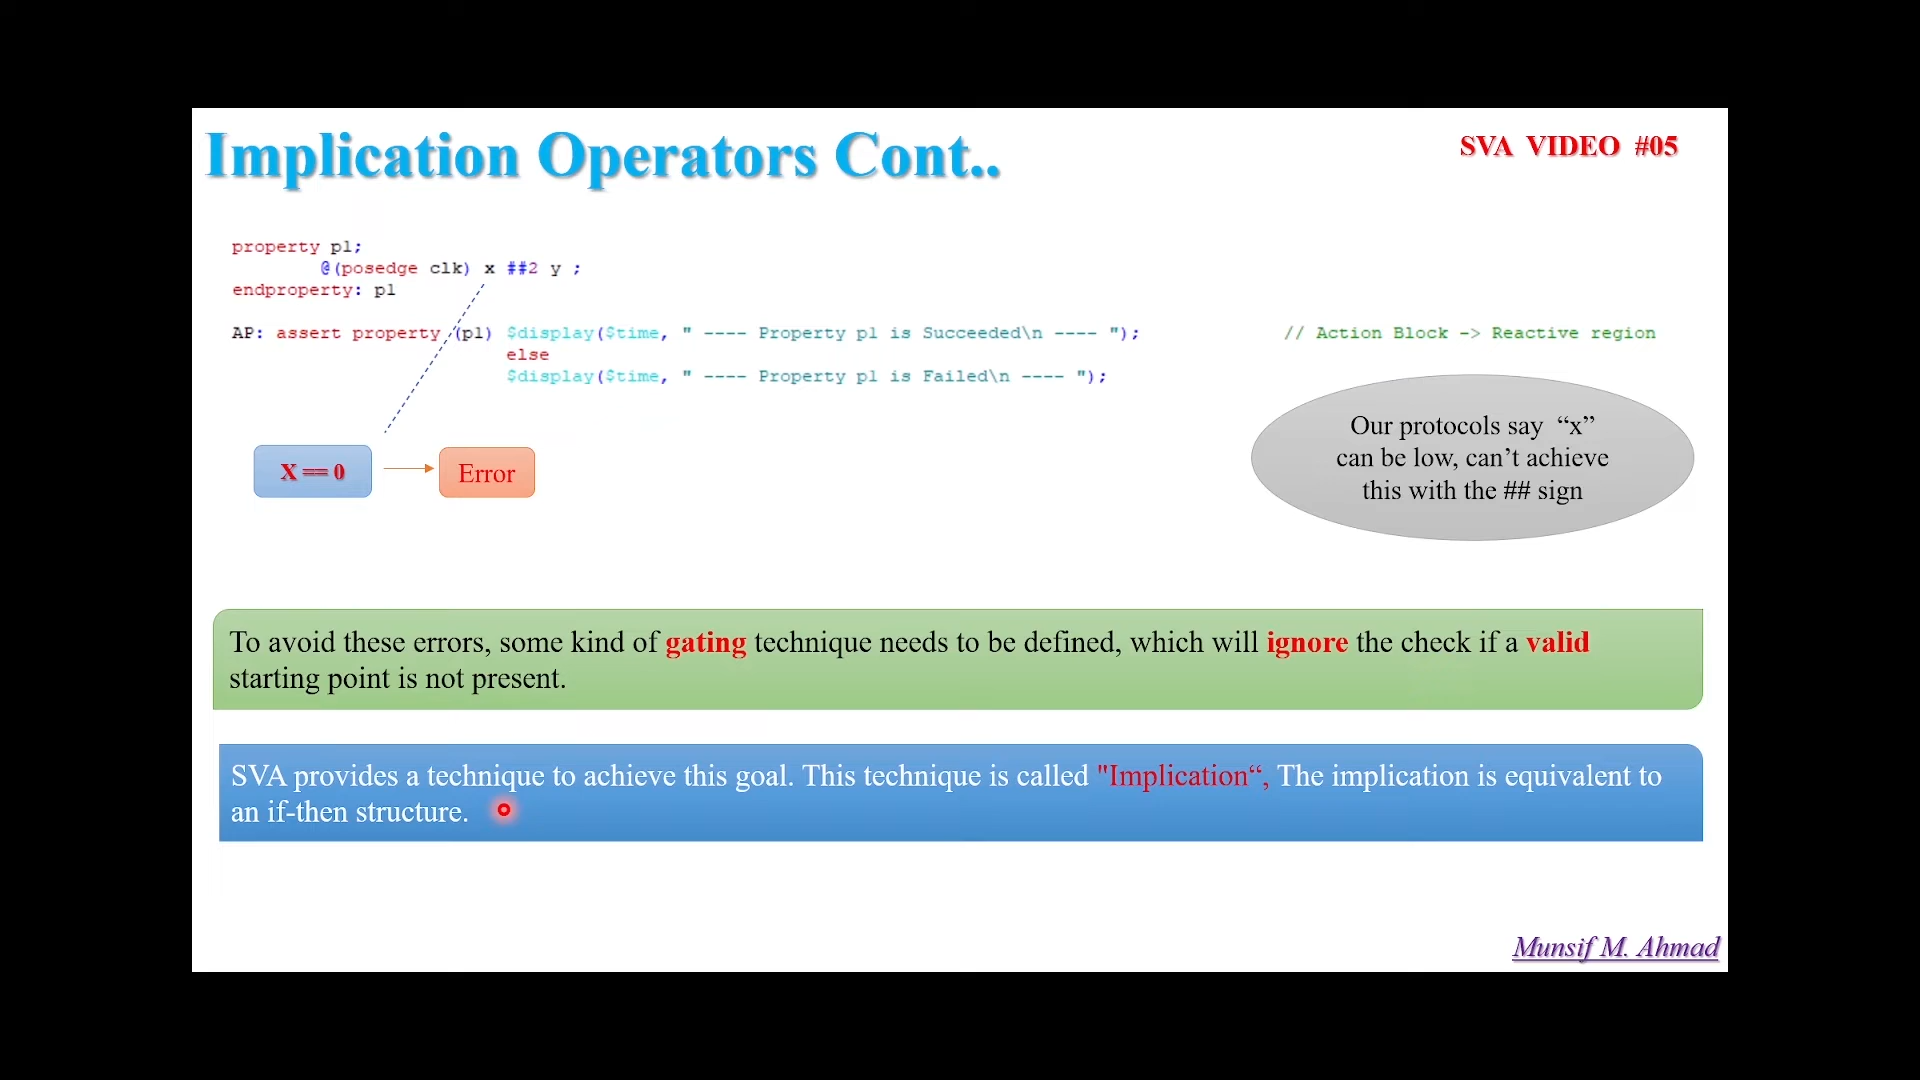 Implication Operators Cont..
SVA VIDEO #05
property p1;
@(posedge clk) x ##2 y ;
endproperty: p1
AP: assert property (p1) $display($time, " ---- Property p1 is Succeeded\n ---- "); // Action Block -> Reactive region
else
$display($time, " ---- Property p1 is Failed\n ---- ");
Our protocols say “x”
can be low, can’t achieve
this with the ## sign
X == 0
Error
To avoid these errors, some kind of gating technique needs to be defined, which will ignore the check if a valid
starting point is not present.
SVA provides a technique to achieve this goal. This technique is called "Implication“, The implication is equivalent to
an if-then structure.
Munsif M. Ahmad